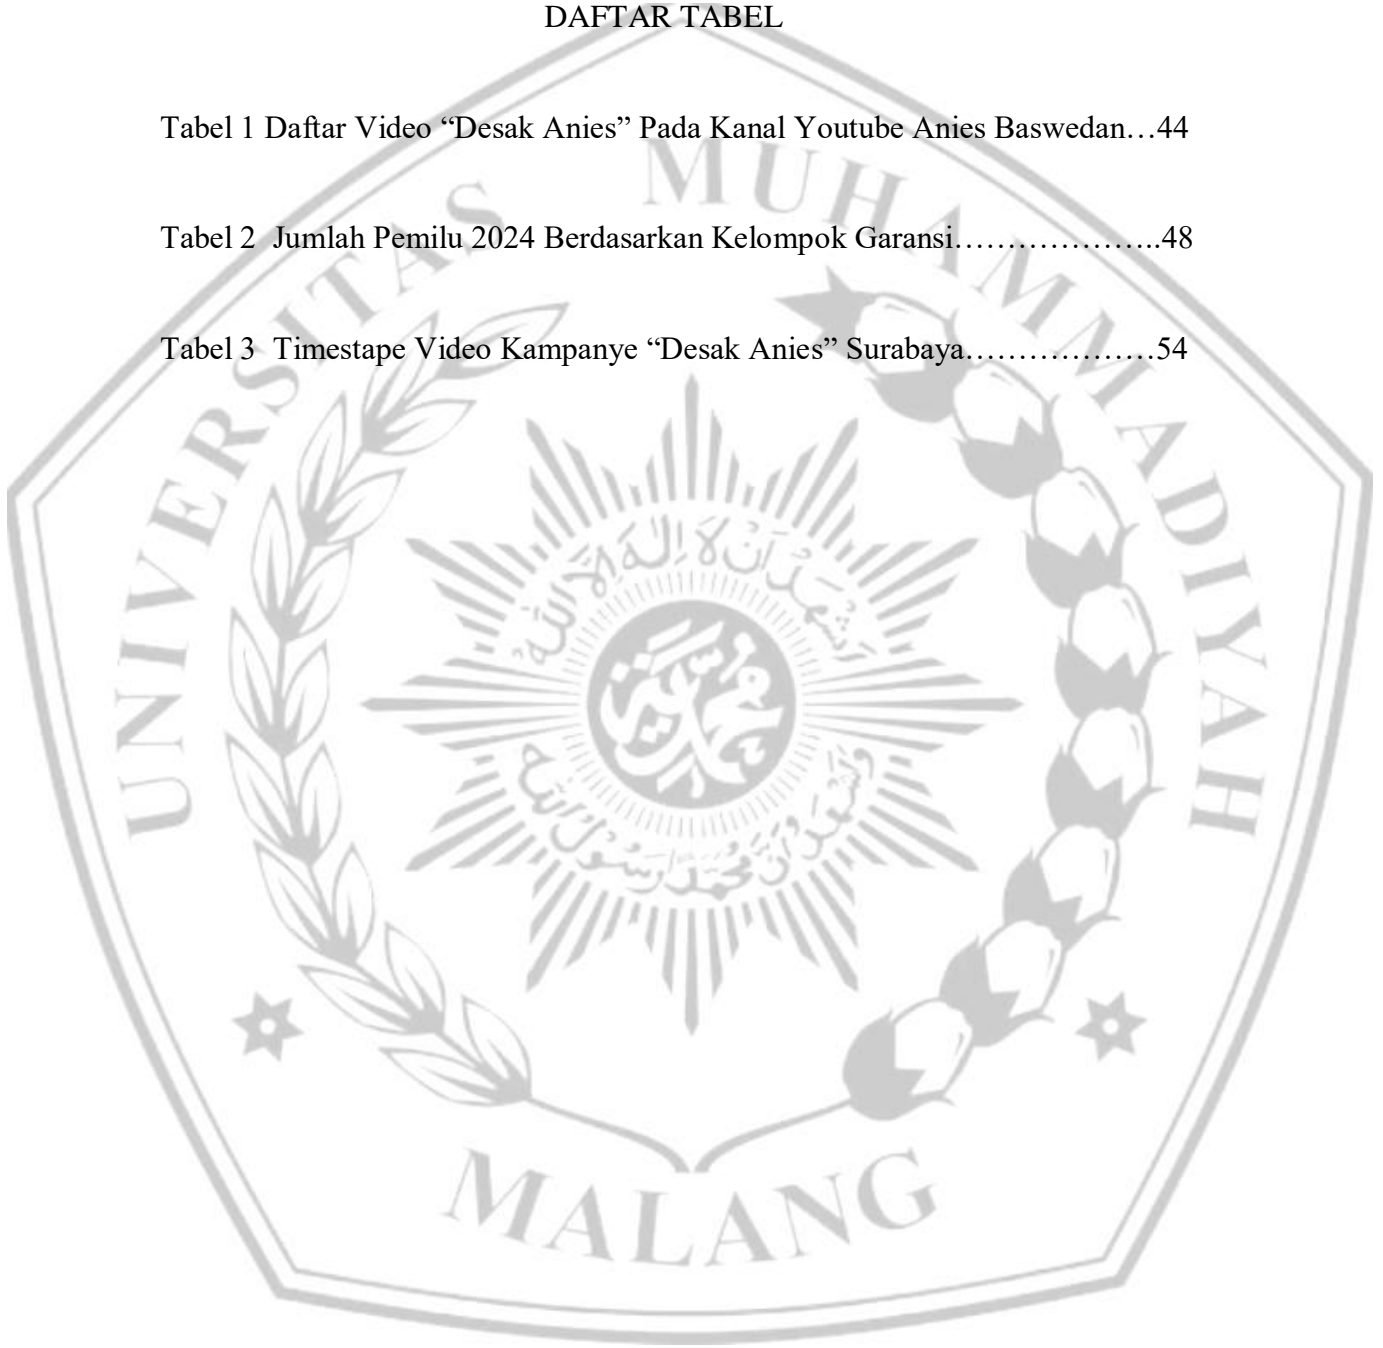 DAFTAR TABEL
Tabel 1 Daftar Video “Desak Anies” Pada Kanal Youtube Anies Baswedan…44
Tabel 2  Jumlah Pemilu 2024 Berdasarkan Kelompok Garansi………………..48
Tabel 3  Timestape Video Kampanye “Desak Anies” Surabaya………………54
UNIVERSITAS MUHAMMADIYAH
MALANG